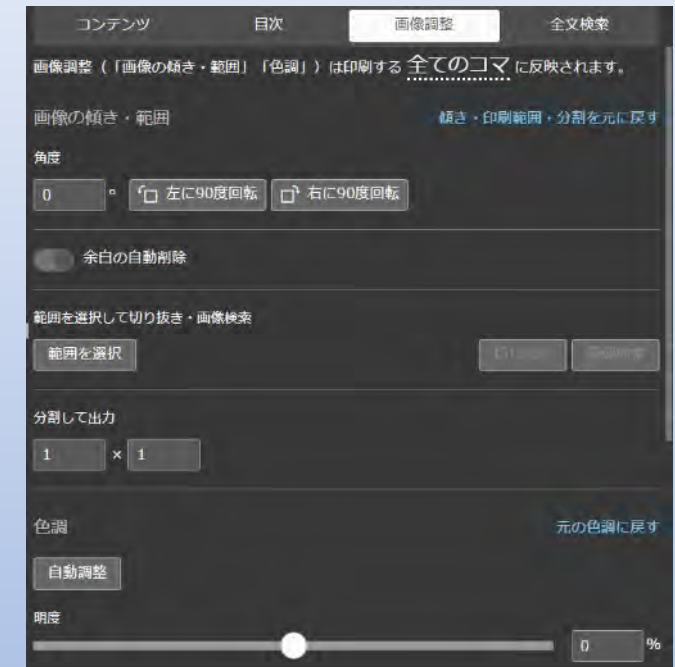 コンテンツ 目次 画像調整 全文検索
画像調整(「画像の傾き・範囲」「色調」)は印刷する 全てのコマ に反映されます。
画像の傾き・範囲 傾き・印刷範囲・分割を元に戻す
角度
0 ° 左に90度回転 右に90度回転
余白の自動削除
範囲を選択して切り抜き・画像検索
範囲を選択
分割して出力
1 × 1
色調 元の色調に戻す
自動調整
明度
0 %